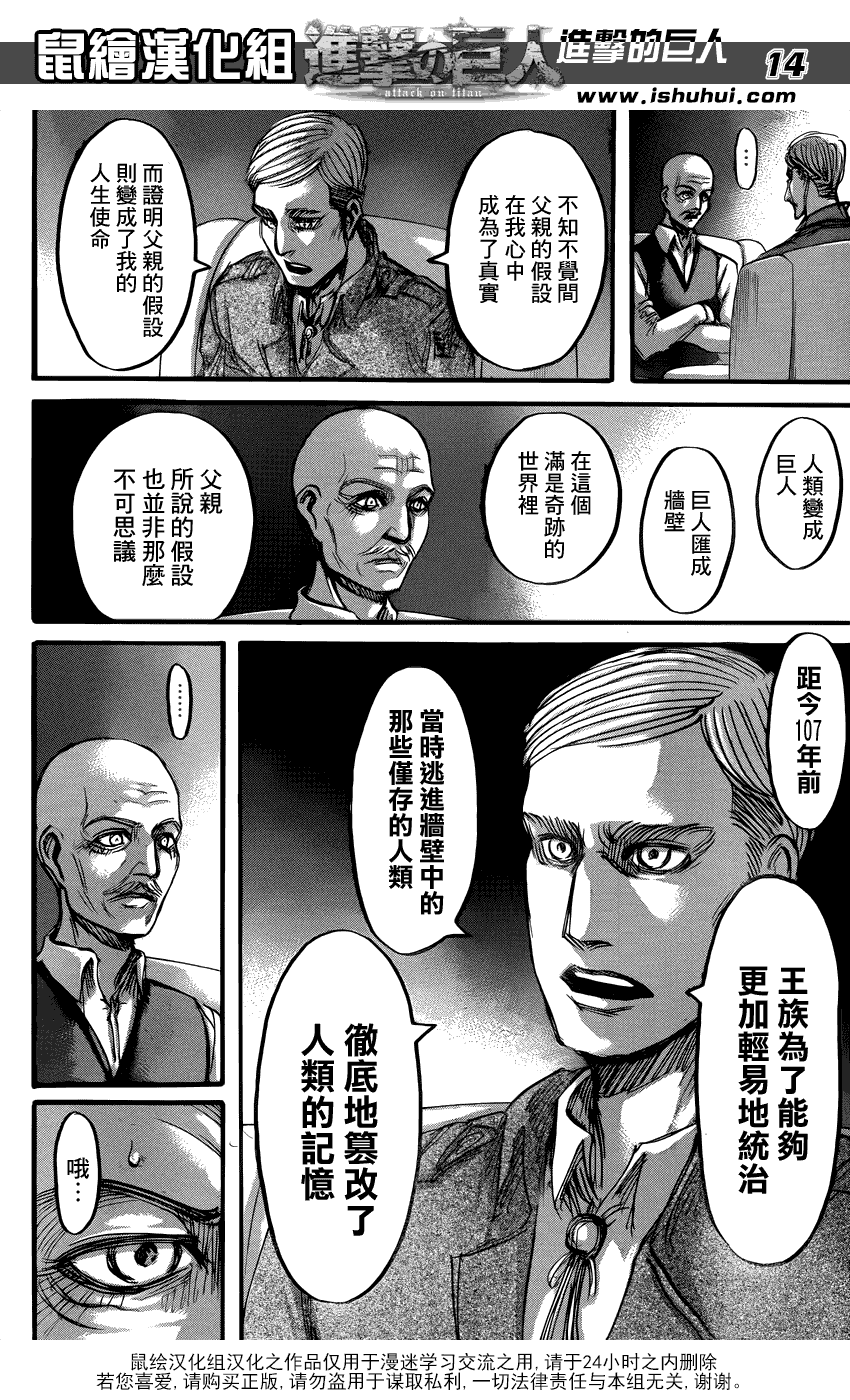 鼠繪漢化組
進撃の巨人
attack on titan
進撃的巨人
14
www.ishuhui.com
…
不知不覺間
父親的假設
在我心中
成為了真實
而證明父親的假設
則變成了我的
人生使命
人類變成
巨人
巨人匯成
牆壁
在這個
滿是奇跡的
世界裡
父親
所說的假設
也並非那麼
不可思議
距今107年前
當時逃進牆壁中的
那些僅存的人類
王族為了能夠
更加輕易地統治
徹底地篡改了
人類的記憶
……
哦…
鼠绘汉化组汉化之作品仅用于漫迷学习交流之用,请于24小时之内删除
若您喜爱,请购买正版,请勿盗用于谋取私利,一切法律责任与本组无关,谢谢.